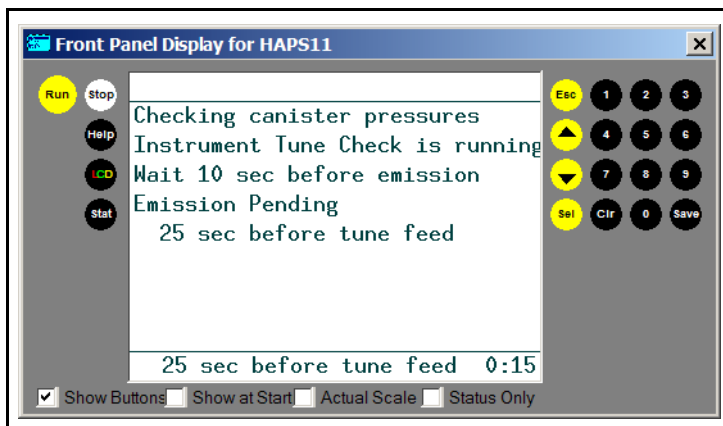 Front Panel Display for HAPS11
Run Stop Esc 1 2 3
Checking canister pressures
Help 4 5 6
Instrument Tune Check is running
LCD 7 8 9
Wait 10 sec before emission
Stat Sel Clr 0 Save
Emission Pending
25 sec before tune feed
25 sec before tune feed 0:15
Show Buttons Show at Start Actual Scale Status Only